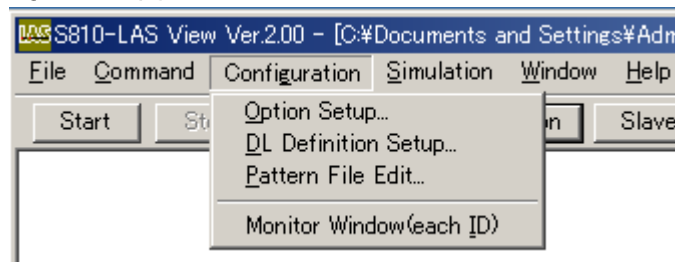 LAS S810-LAS View Ver.2.00 - [C:¥Documents and Settings¥Adm
File Command Configuration Simulation Window Help
Start Slave
Option Setup...
DL Definition Setup...
Pattern File Edit...
Monitor Window(each ID)